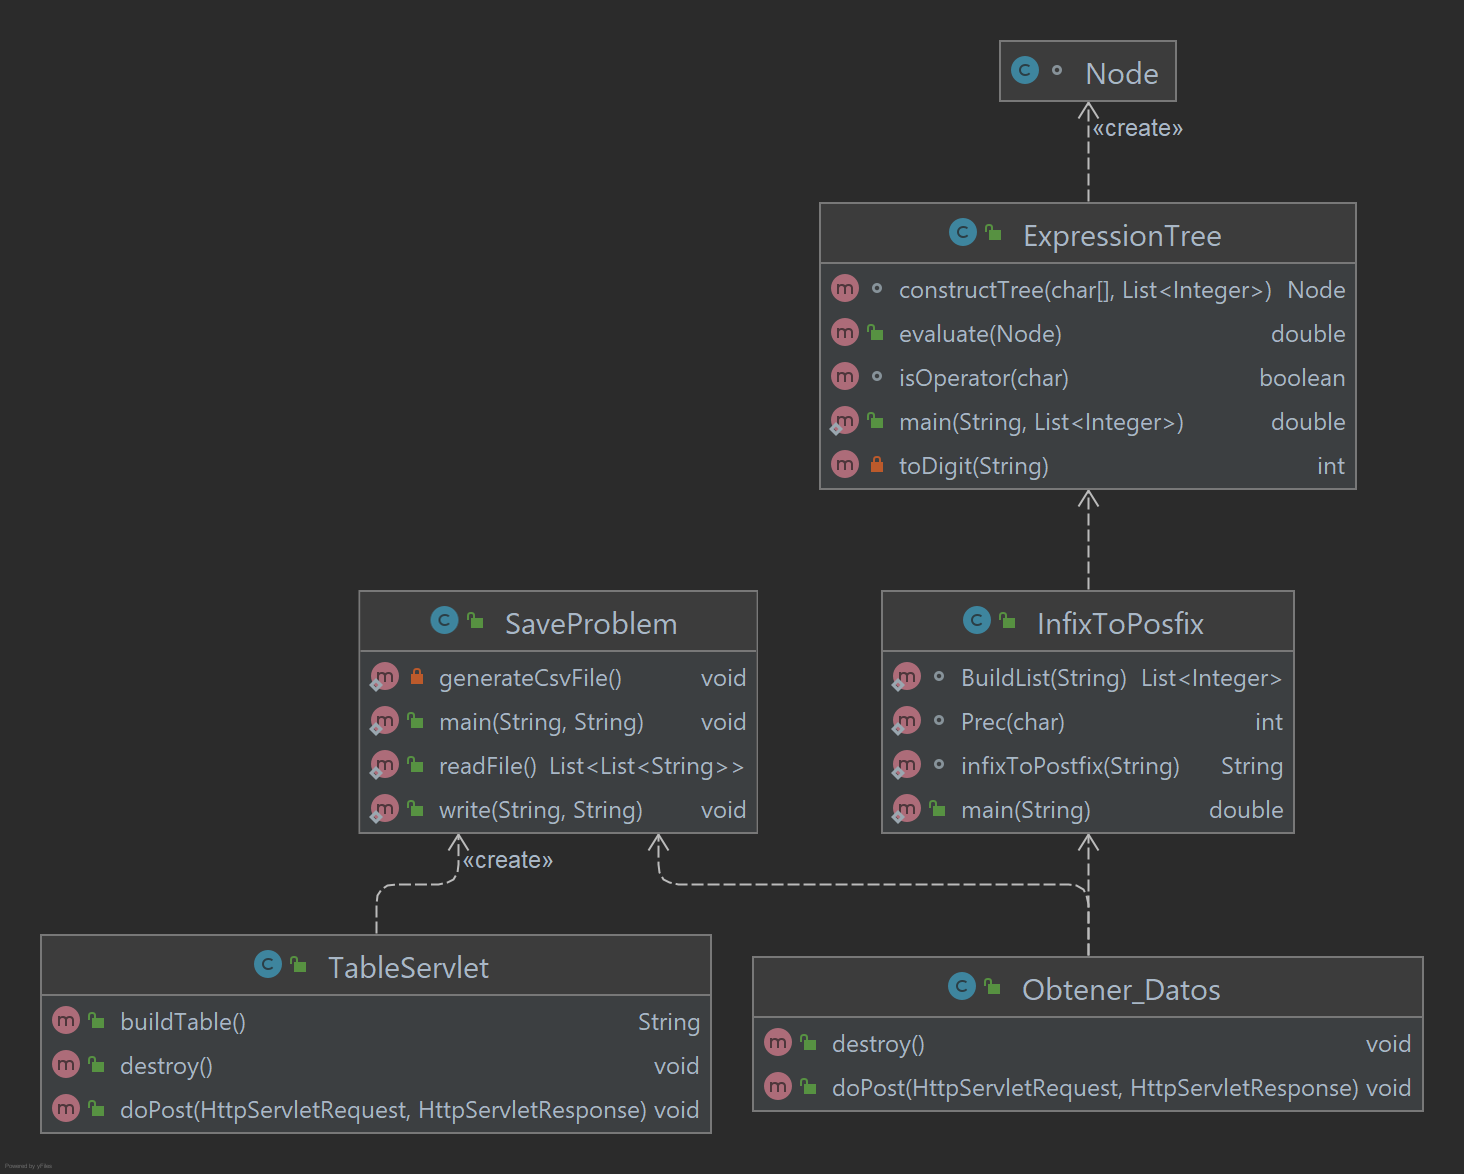 Node
«create»
ExpressionTree
constructTree(char[], List<Integer>) Node
evaluate(Node) double
isOperator(char) boolean
main(String, List<Integer>) double
toDigit(String) int
SaveProblem
generateCsvFile() void
main(String, String) void
readFile() List<List<String>>
write(String, String) void
InfixToPosfix
BuildList(String) List<Integer>
Prec(char) int
infixToPostfix(String) String
main(String) double
«create»
TableServlet
buildTable() String
destroy() void
doPost(HttpServletRequest, HttpServletResponse) void
Obtener_Datos
destroy() void
doPost(HttpServletRequest, HttpServletResponse) void
Powered by yFiles